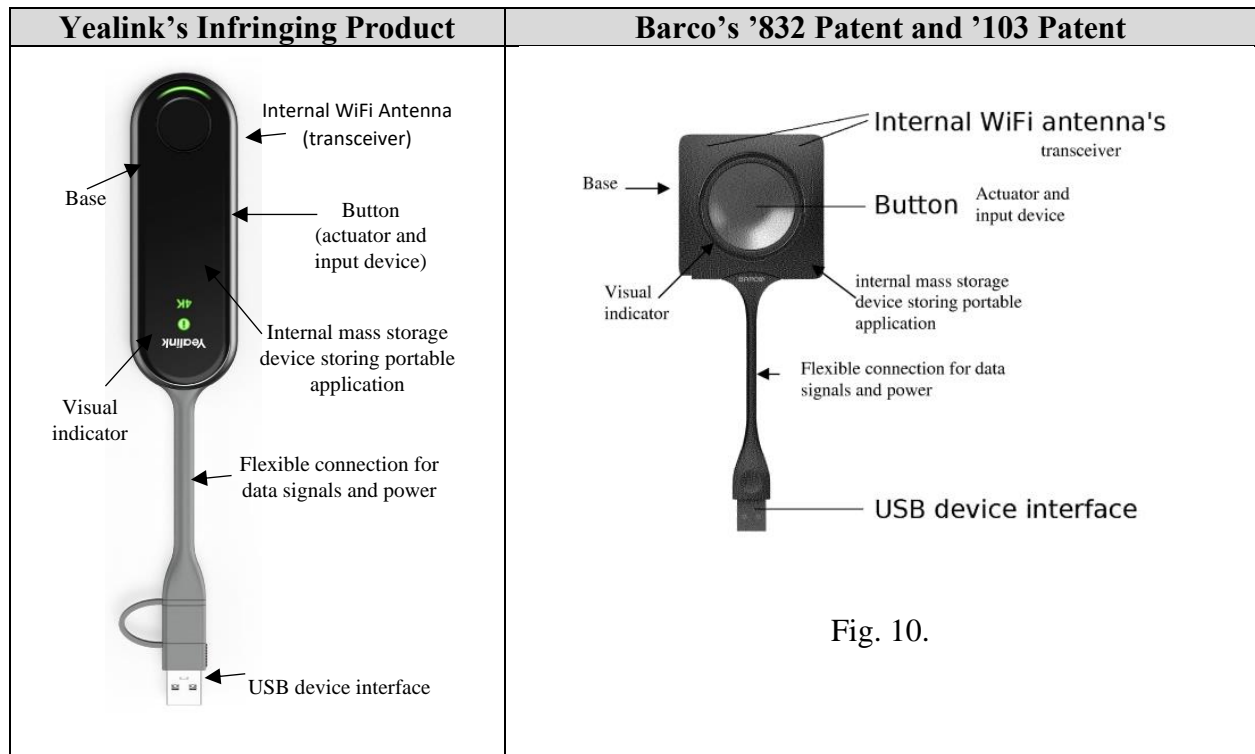 Yealink’s Infringing Product
Barco’s ’832 Patent and ’103 Patent
Internal WiFi Antenna
(transceiver)
Base
Button
(actuator and
input device)
4K
Yealink
Internal mass storage
device storing portable
application
Visual
indicator
Flexible connection for
data signals and power
USB device interface
Internal WiFi antenna's
transceiver
Base
Button
Actuator and
input device
BARCO
Visual
indicator
internal mass storage
device storing portable
application
Flexible connection for data
signals and power
USB device interface
Fig. 10.